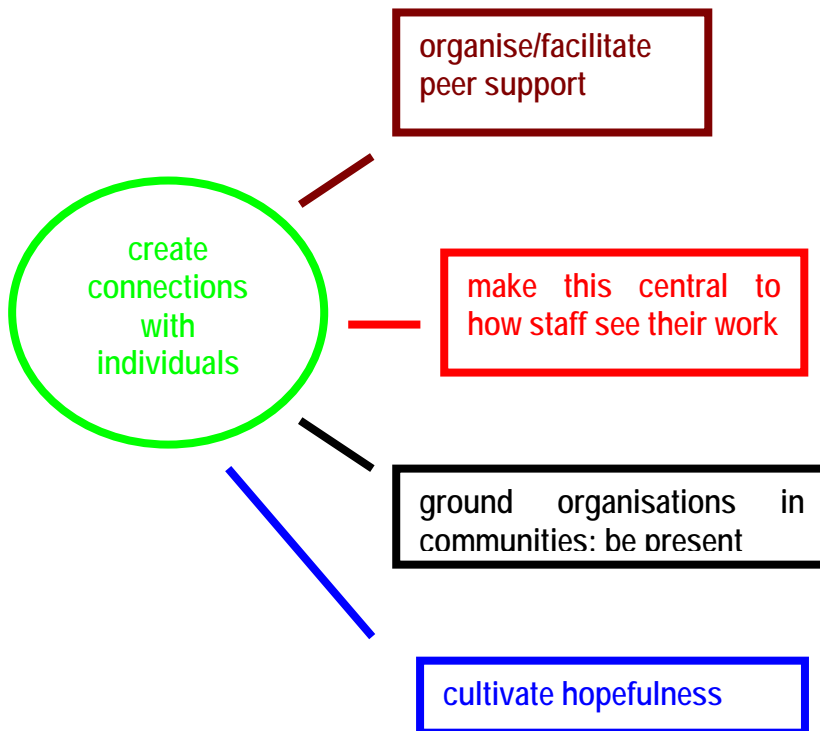 organise/facilitate
peer support
create
connections
with
individuals
make this central to
how staff see their work
ground organisations in
communities: be present
cultivate hopefulness